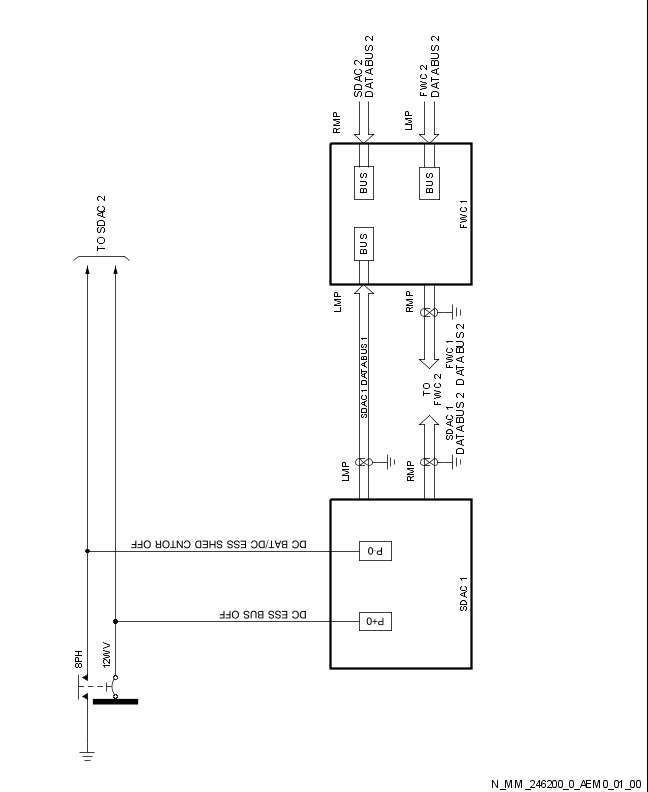 SDAC 2
DATABUS 2
FWC 2
DATABUS 2
RMP
LMP
BUS
BUS
TO SDAC 2
BUS
FWC 1
LMP
RMP
SDAC 1 DATABUS 1
FWC 1
DATABUS 2
TO
FWC 2
SDAC 1
DATABUS 2
LMP
RMP
DC BAT/DC ESS SHED CNTOR OFF
P-0
SDAC 1
DC ESS BUS OFF
P+0
8PH
12WV
N_MM_246200_0_AEM0_01_00